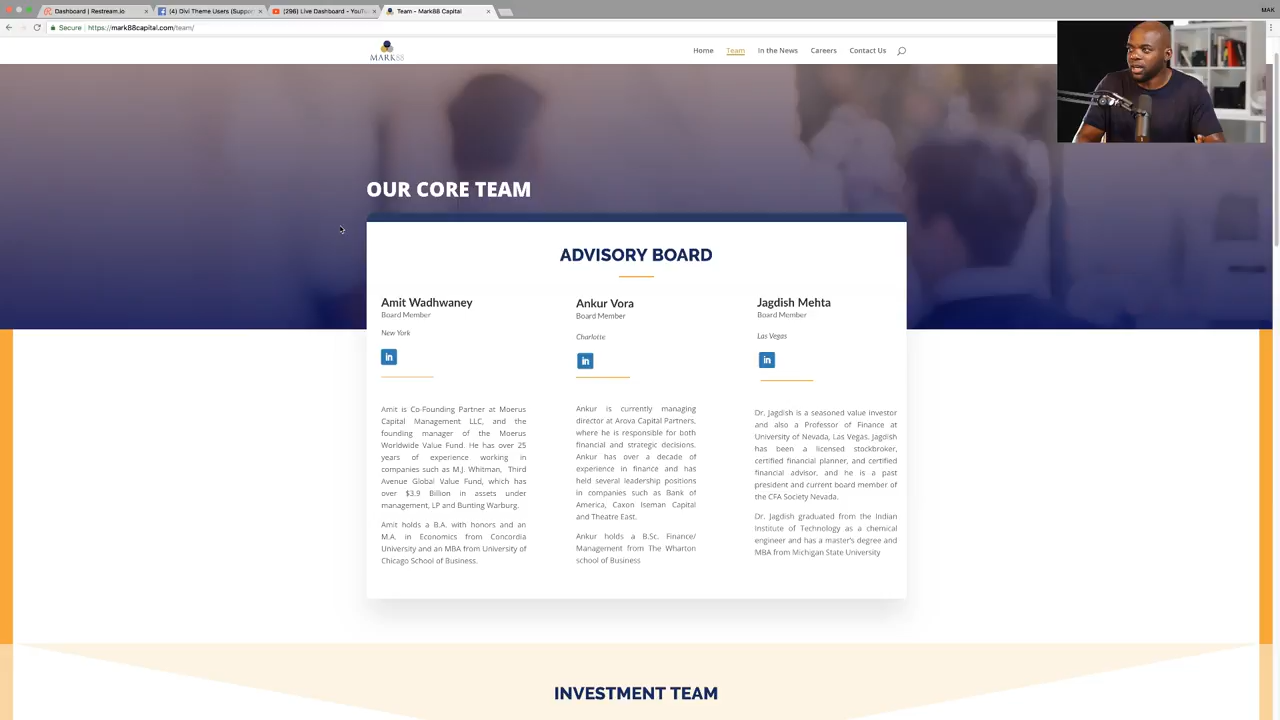 Dashboard | Restream.io
(4) Divi Theme Users (Suppor
(296) Live Dashboard - YouTu
Team - Mark88 Capital
MAK
Secure
https://mark88capital.com/team/
MARK88
Home
Team
In the News
Careers
Contact Us
OUR CORE TEAM
ADVISORY BOARD
Amit Wadhwaney
Board Member
New York
in
Amit is Co-Founding Partner at Moerus
Capital Management LLC, and the
founding manager of the Moerus
Worldwide Value Fund. He has over 25
years of experience working in
companies such as M.J. Whitman, Third
Avenue Global Value Fund, which has
over $3.9 Billion in assets under
management, LP and Bunting Warburg.
Amit holds a B.A. with honors and an
M.A. in Economics from Concordia
University and an MBA from University of
Chicago School of Business.
Ankur Vora
Board Member
Charlotte
in
Ankur is currently managing
director at Arova Capital Partners,
where he is responsible for both
financial and strategic decisions.
Ankur has over a decade of
experience in finance and has
held several leadership positions
in companies such as Bank of
America, Caxon Iseman Capital
and Theatre East.
Ankur holds a B.Sc. Finance/
Management from The Wharton
school of Business
Jagdish Mehta
Board Member
Las Vegas
in
Dr. Jagdish is a seasoned value investor
and also a Professor of Finance at
University of Nevada, Las Vegas. Jagdish
has been a licensed stockbroker,
certified financial planner, and certified
financial advisor, and he is a past
president and current board member of
the CFA Society Nevada.
Dr. Jagdish graduated from the Indian
Institute of Technology as a chemical
engineer and has a master's degree and
MBA from Michigan State University
INVESTMENT TEAM